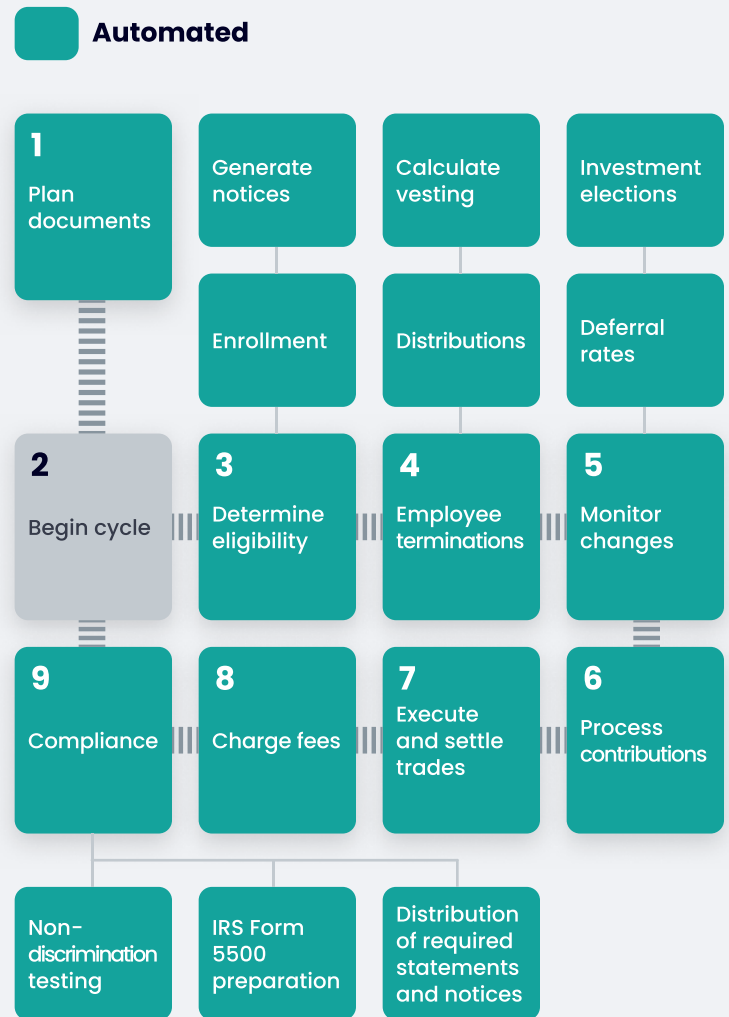 Automated
1
Plan
documents
Generate
notices
Calculate
vesting
Investment
elections
Enrollment
Distributions
Deferral
rates
2
Begin cycle
3
Determine
eligibility
4
Employee
terminations
5
Monitor
changes
9
Compliance
8
Charge fees
7
Execute
and settle
trades
6
Process
contributions
Non-
discrimination
testing
IRS Form
5500
preparation
Distribution
of required
statements
and notices